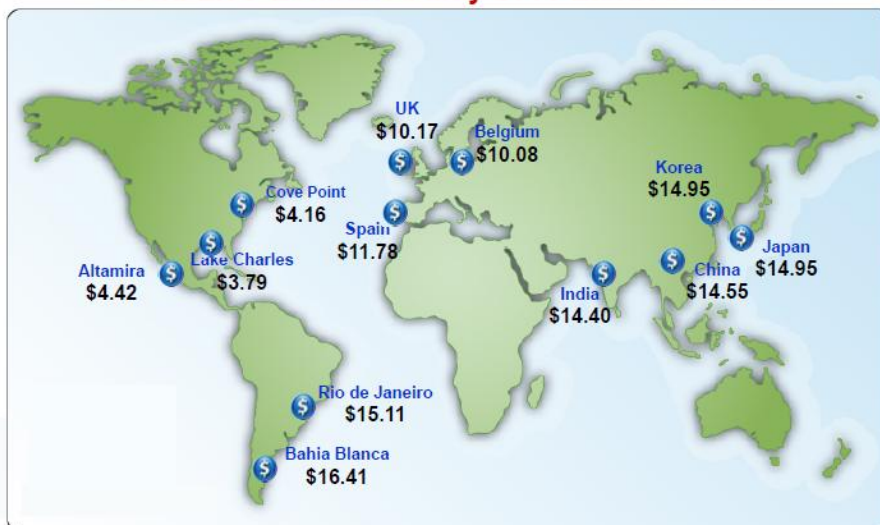 UK
$10.17
Belgium
$10.08
Korea
$14.95
Cove Point
$4.16
Spain
$11.78
Japan
$14.95
Altamira
$4.42
Lake Charles
$3.79
China
$14.55
India
$14.40
Rio de Janeiro
$15.11
Bahia Blanca
$16.41